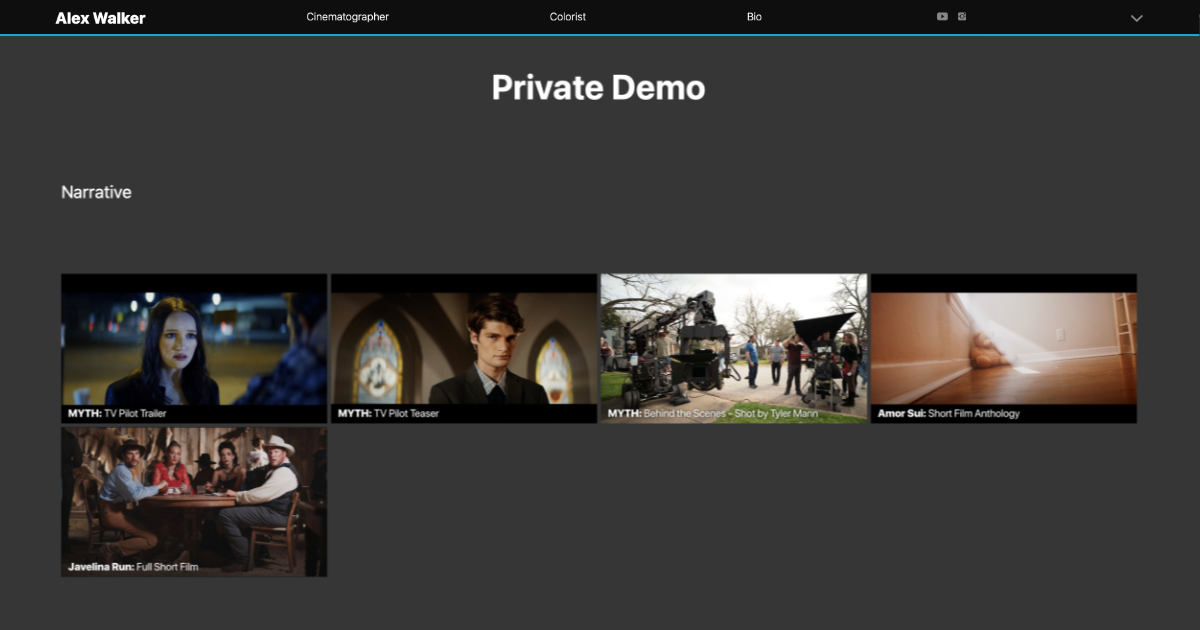 Alex Walker Cinematographer Colorist Bio
Private Demo
Narrative
MYTH: TV Pilot Trailer
MYTH: TV Pilot Teaser
MYTH: Behind the Scenes - Shot by Tyler Mann
Amor Sui: Short Film Anthology
Javelina Run: Full Short Film